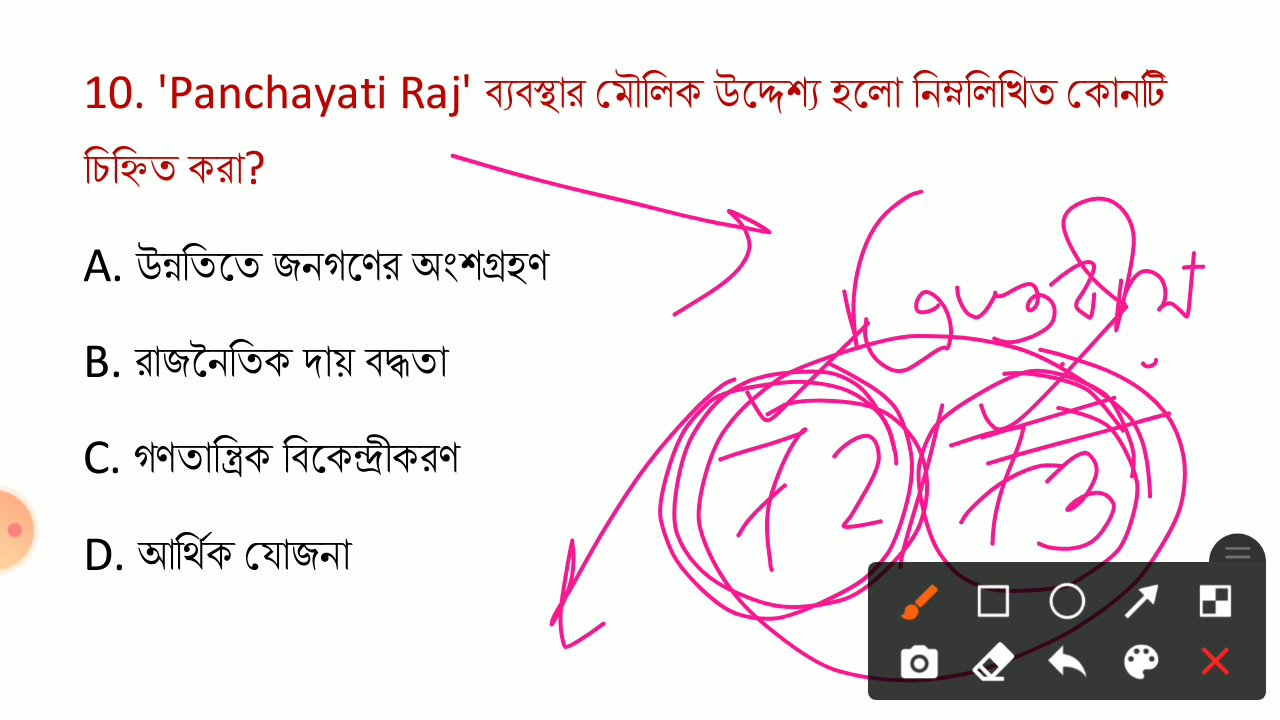 10. 'Panchayati Raj' ব্যবস্থার মৌলিক উদ্দেশ্য হলো নিম্নলিখিত কোনটি
চিহ্নিত করা?
A. উন্নতিতে জনগণের অংশগ্রহণ
B. রাজনৈতিক দায় বদ্ধতা
C. গণতান্ত্রিক বিকেন্দ্রীকরণ
D. আর্থিক যোজনা
72 73